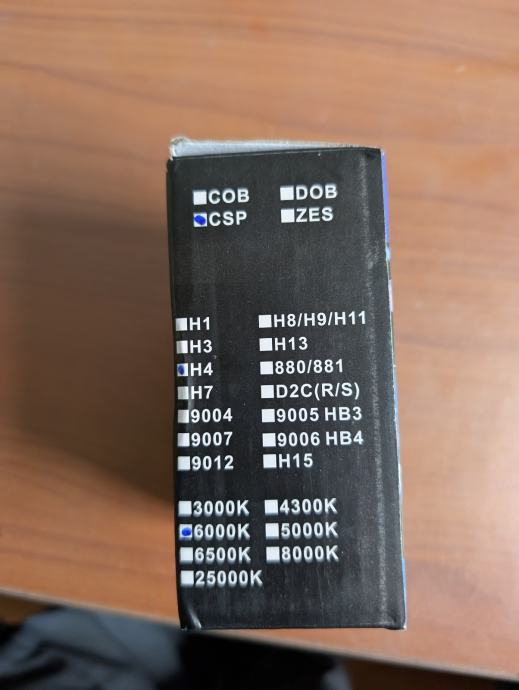 COB DOB
CSP ZES
H1 H8/H9/H11
H3 H13
H4 880/881
H7 D2C(R/S)
9004 9005 HB3
9007 9006 HB4
9012 H15
3000K 4300K
6000K 5000K
6500K 8000K
25000K